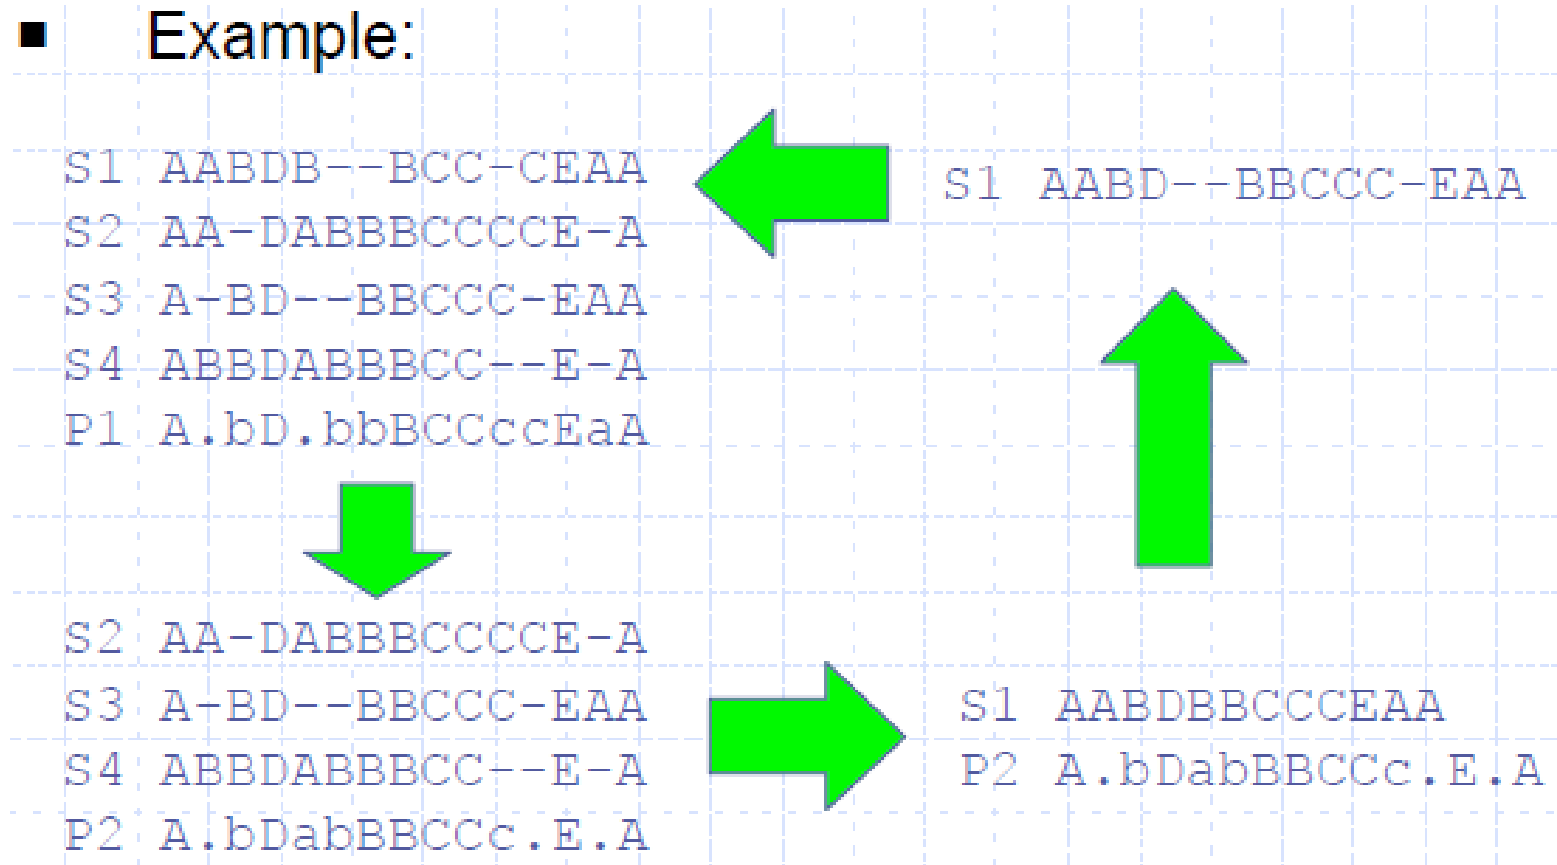 ■ Example:
S1 AABDB--BCC-CEAA
S2 AA-DABBBCCCCE-A
S3 A-BD--BBCCC-EAA
S4 ABBDABBBCC--E-A
P1 A.bD.bbBCCccEaA
S1 AABD--BBCCC-EAA
S2 AA-DABBBCCCCE-A
S3 A-BD--BBCCC-EAA
S4 ABBDABBBCC--E-A
P2 A.bDabBBCCc.E.A
S1 AABDBBCCCEAA
P2 A.bDabBBCCc.E.A